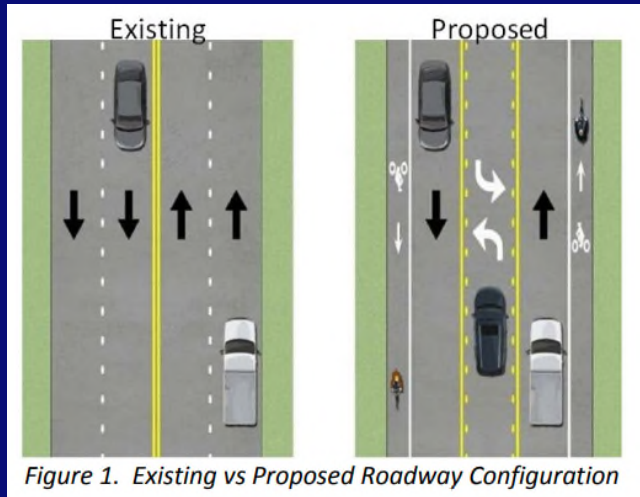 Existing
Proposed
Figure 1. Existing vs Proposed Roadway Configuration